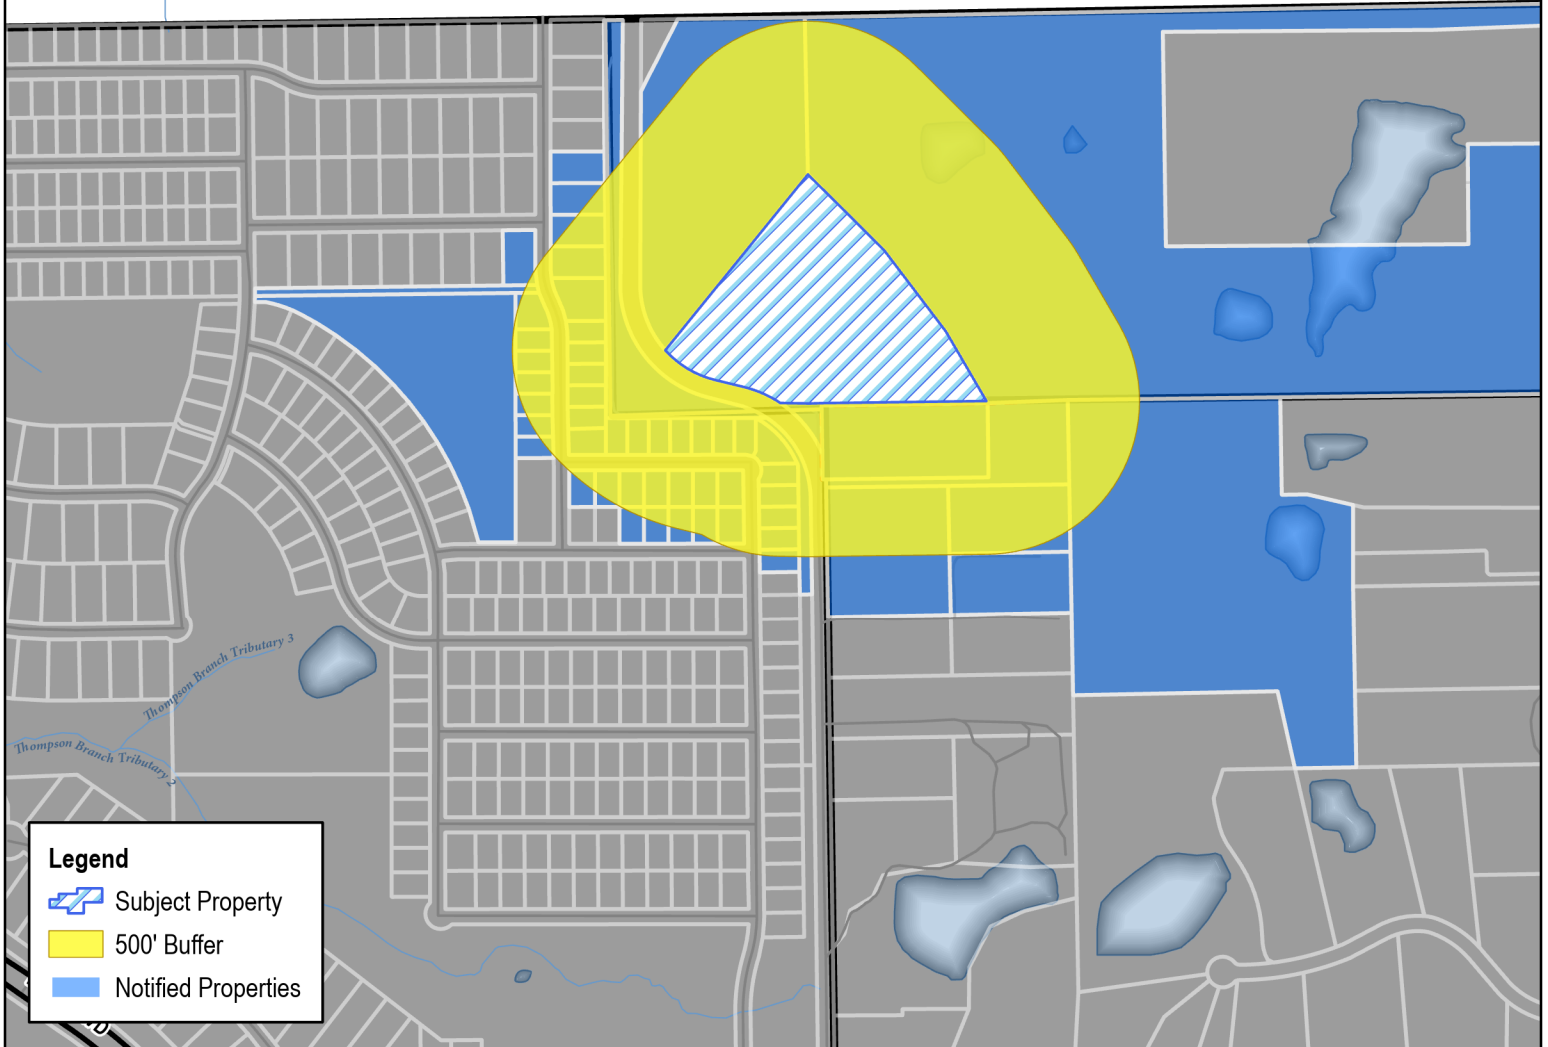 Thompson Branch Tributary 3
Thompson Branch Tributary 2
Legend
Subject Property
500' Buffer
Notified Properties